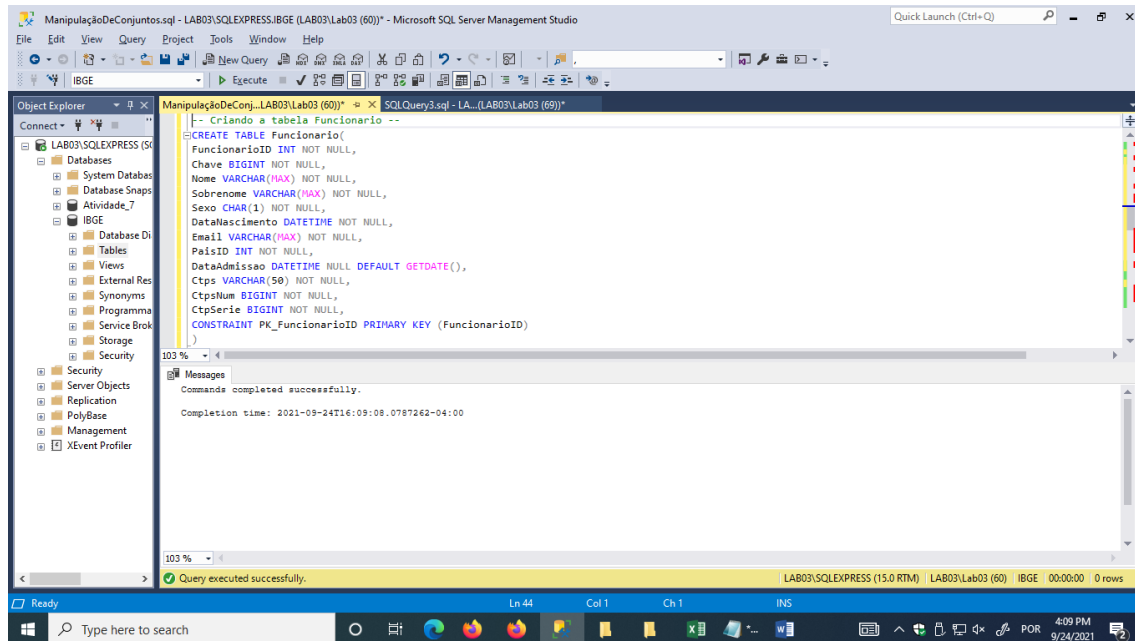 ManipulaçãoDeConjuntos.sql - LAB03\SQLEXPRESS.IBGE (LAB03\Lab03 (60))* - Microsoft SQL Server Management Studio
Quick Launch (Ctrl+Q)
File Edit View Query Project Tools Window Help
New Query
IBGE
Execute
Object Explorer
ManipulaçãoDeConj...LAB03\Lab03 (60))*
SQLQuery3.sql - LA...(LAB03\Lab03 (69))*
Connect
LAB03\SQLEXPRESS (S
Databases
System Databas
Database Snaps
Atividade_7
IBGE
Database Di
Tables
Views
External Res
Synonyms
Programma
Service Brok
Storage
Security
Security
Server Objects
Replication
PolyBase
Management
XEvent Profiler
-- Criando a tabela Funcionario --
CREATE TABLE Funcionario(
FuncionarioID INT NOT NULL,
Chave BIGINT NOT NULL,
Nome VARCHAR(MAX) NOT NULL,
Sobrenome VARCHAR(MAX) NOT NULL,
Sexo CHAR(1) NOT NULL,
DataNascimento DATETIME NOT NULL,
Email VARCHAR(MAX) NOT NULL,
PaisID INT NOT NULL,
DataAdmissao DATETIME NULL DEFAULT GETDATE(),
Ctps VARCHAR(50) NOT NULL,
CtpsNum BIGINT NOT NULL,
CtpSerie BIGINT NOT NULL,
CONSTRAINT PK_FuncionarioID PRIMARY KEY (FuncionarioID)
)
103 %
Messages
Commands completed successfully.
Completion time: 2021-09-24T16:09:08.0787262-04:00
103 %
Query executed successfully.
LAB03\SQLEXPRESS (15.0 RTM)
LAB03\Lab03 (60)
IBGE
00:00:00
0 rows
Ready
Ln 44
Col 1
Ch 1
INS
Type here to search
POR
4:09 PM
9/24/2021